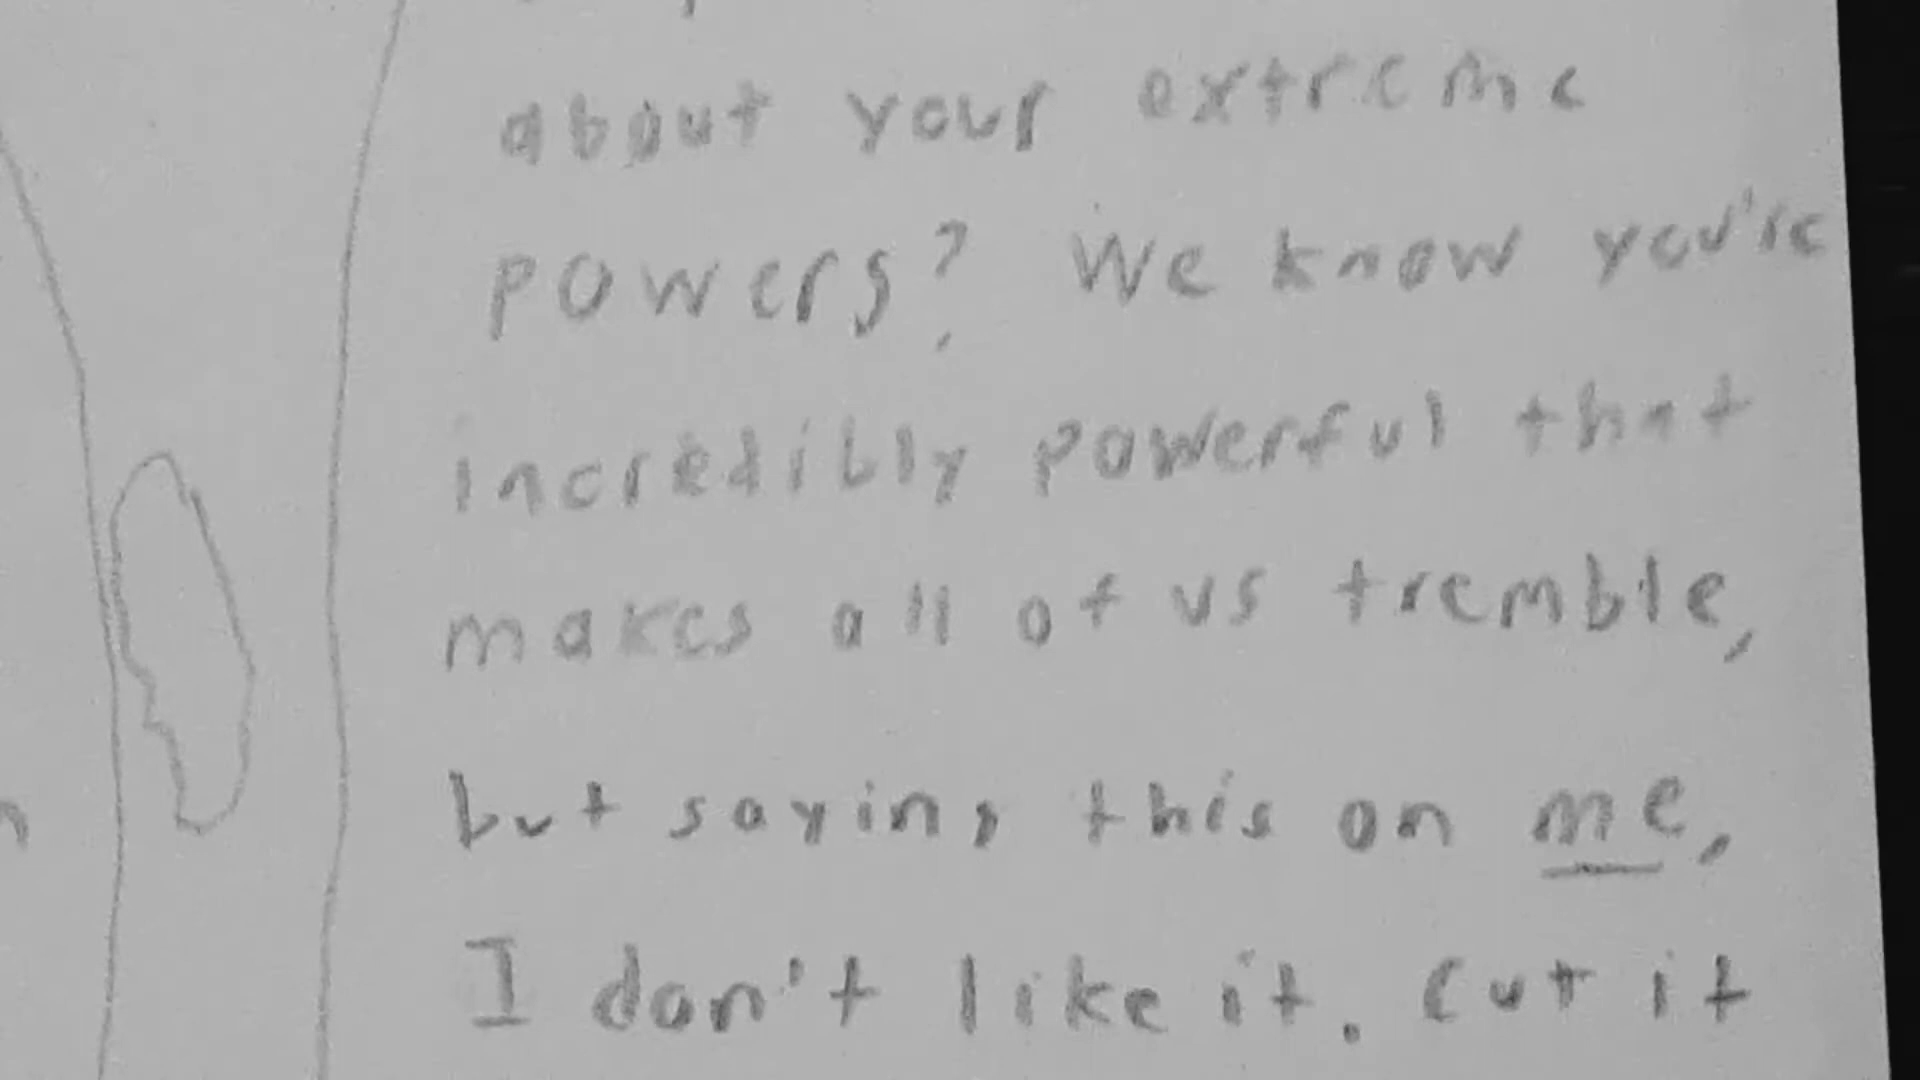 about your extreme
powers? We know you're
incredibly powerful that
makes all of us tremble,
but saying this on me,
I don't like it. Cut it